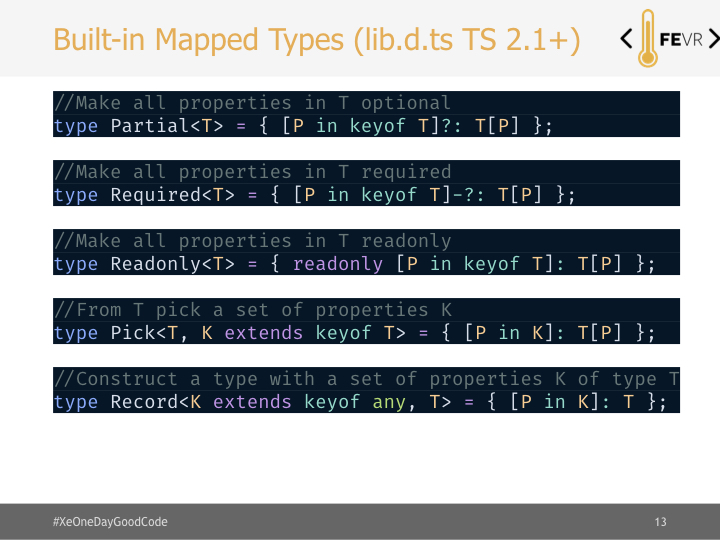 Built-in Mapped Types (lib.d.ts TS 2.1+)
< FEVR >
//Make all properties in T optional
type Partial<T> = { [P in keyof T]?: T[P] };
//Make all properties in T required
type Required<T> = { [P in keyof T]-?: T[P] };
//Make all properties in T readonly
type Readonly<T> = { readonly [P in keyof T]: T[P] };
//From T pick a set of properties K
type Pick<T, K extends keyof T> = { [P in K]: T[P] };
//Construct a type with a set of properties K of type T
type Record<K extends keyof any, T> = { [P in K]: T };
#XeOneDayGoodCode
13